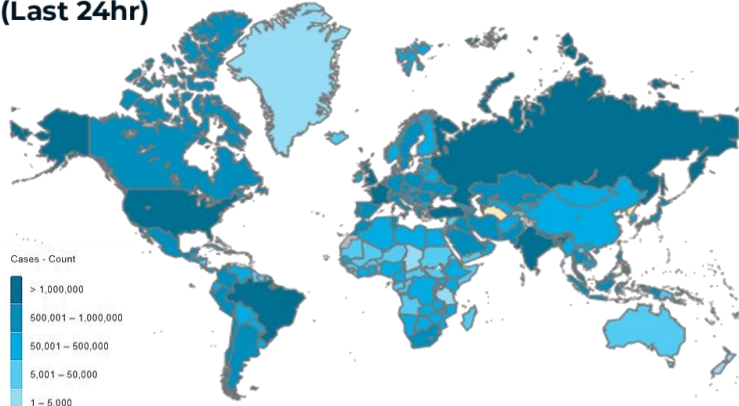 (Last 24hr)
Cases - Count
> 1,000,000
500,001 – 1,000,000
50,001 – 500,000
5,001 – 50,000
1 – 5,000